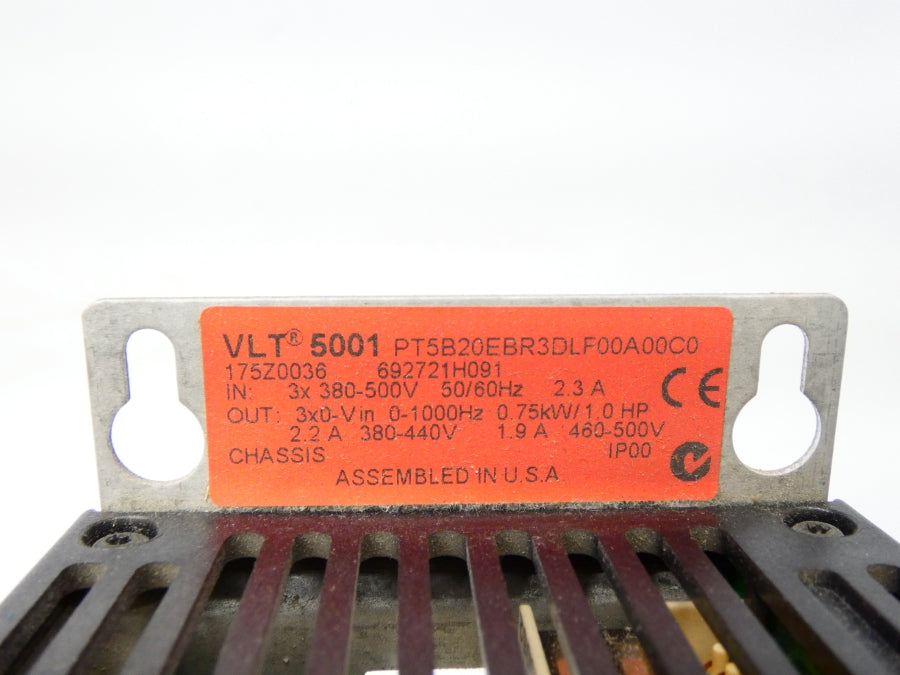 VLT® 5001 PT5B20EBR3DLF00A00C0
175Z0036 692721H091
IN: 3x 380-500V 50/60Hz 2.3 A
OUT: 3x0-Vin 0-1000Hz 0.75kW/1.0 HP
2.2 A 380-440V 1.9 A 460-500V
CHASSIS IP00
ASSEMBLED IN U.S.A
CE